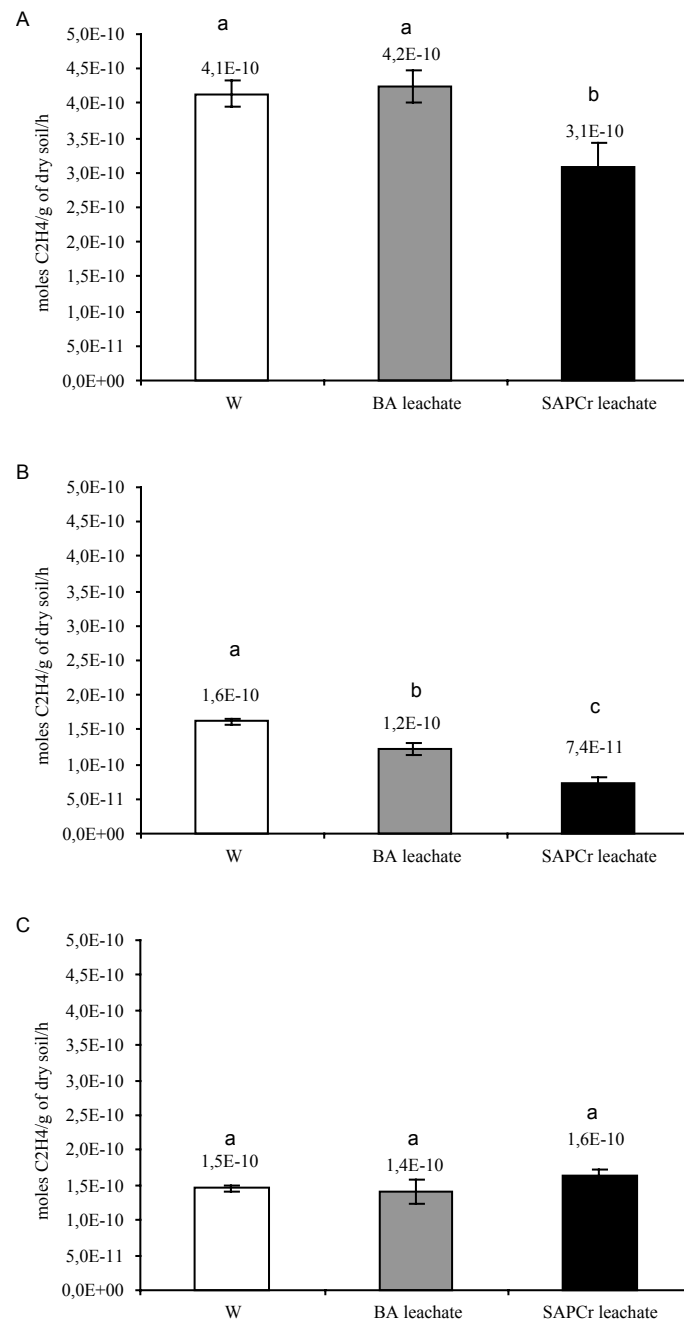 A
moles C2H4/g of dry soil/h
5,0E-10
4,5E-10
4,0E-10
3,5E-10
3,0E-10
2,5E-10
2,0E-10
1,5E-10
1,0E-10
5,0E-11
0,0E+00
a
4,1E-10
a
4,2E-10
b
3,1E-10
W
BA leachate
SAPCr leachate
B
moles C2H4/g of dry soil/h
5,0E-10
4,5E-10
4,0E-10
3,5E-10
3,0E-10
2,5E-10
2,0E-10
1,5E-10
1,0E-10
5,0E-11
0,0E+00
a
1,6E-10
b
1,2E-10
c
7,4E-11
W
BA leachate
SAPCr leachate
C
moles C2H4/g of dry soil/h
5,0E-10
4,5E-10
4,0E-10
3,5E-10
3,0E-10
2,5E-10
2,0E-10
1,5E-10
1,0E-10
5,0E-11
0,0E+00
a
1,5E-10
a
1,4E-10
a
1,6E-10
W
BA leachate
SAPCr leachate